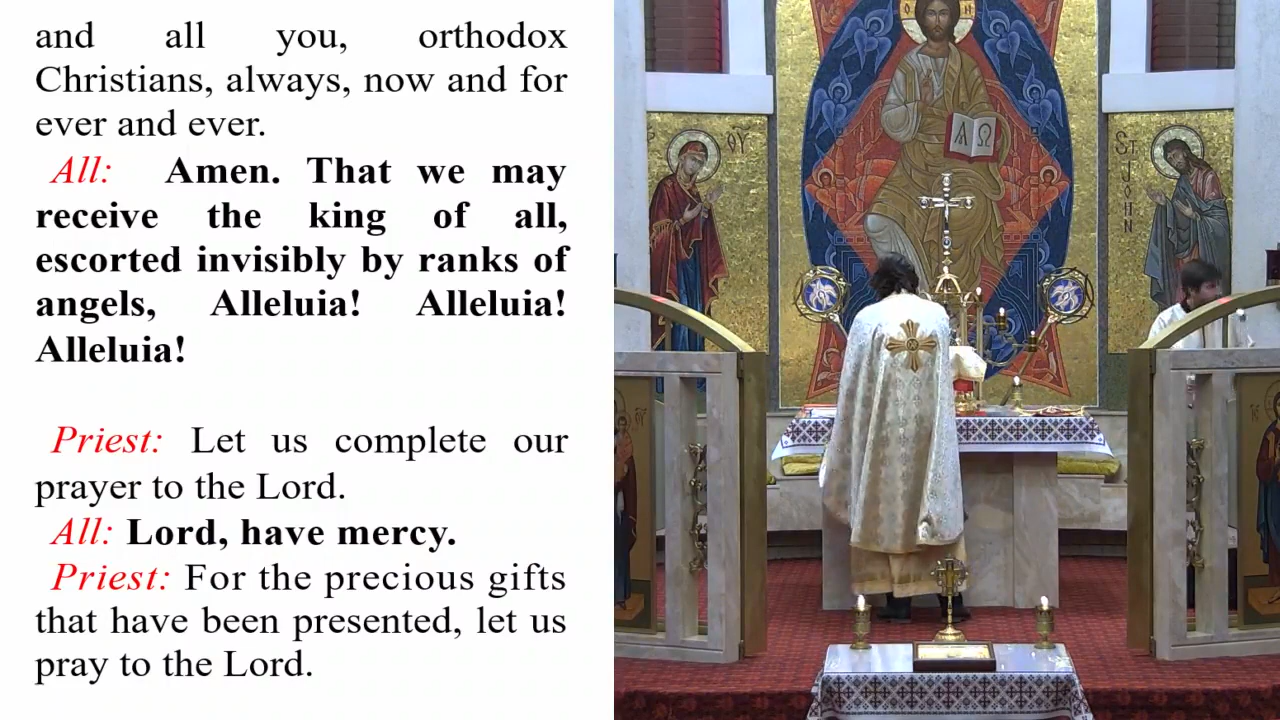 and all you, orthodox
Christians, always, now and for
ever and ever.
All: Amen. That we may
receive the king of all,
escorted invisibly by ranks of
angels, Alleluia! Alleluia!
Alleluia!
Priest: Let us complete our
prayer to the Lord.
All: Lord, have mercy.
Priest: For the precious gifts
that have been presented, let us
pray to the Lord.
Ο Ν
Α Ω
ΟΥ
ST.
JOHN